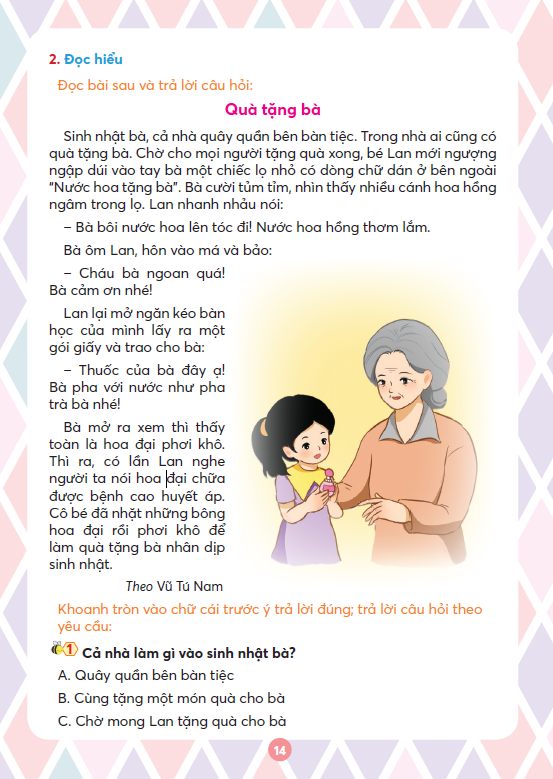 2. Đọc hiểu
Đọc bài sau và trả lời câu hỏi:
Quà tặng bà
Sinh nhật bà, cả nhà quây quần bên bàn tiệc. Trong nhà ai cũng có
quà tặng bà. Chờ cho mọi người tặng quà xong, bé Lan mới ngượng
ngập dúi vào tay bà một chiếc lọ nhỏ có dòng chữ dán ở bên ngoài
“Nước hoa tặng bà”. Bà cười tủm tỉm, nhìn thấy nhiều cánh hoa hồng
ngâm trong lọ. Lan nhanh nhảu nói:
– Bà bôi nước hoa lên tóc đi! Nước hoa hồng thơm lắm.
Bà ôm Lan, hôn vào má và bảo:
– Cháu bà ngoan quá!
Bà cảm ơn nhé!
Lan lại mở ngăn kéo bàn
học của mình lấy ra một
gói giấy và trao cho bà:
– Thuốc của bà đây ạ!
Bà pha với nước như pha
trà bà nhé!
Bà mở ra xem thì thấy
toàn là hoa đại phơi khô.
Thì ra, có lần Lan nghe
người ta nói hoa đại chữa
được bệnh cao huyết áp.
Cô bé đã nhặt những bông
hoa đại rồi phơi khô để
làm quà tặng bà nhân dịp
sinh nhật.
Theo Vũ Tú Nam
Khoanh tròn vào chữ cái trước ý trả lời đúng; trả lời câu hỏi theo
yêu cầu:
1 Cả nhà làm gì vào sinh nhật bà?
A. Quây quần bên bàn tiệc
B. Cùng tặng một món quà cho bà
C. Chờ mong Lan tặng quà cho bà
14